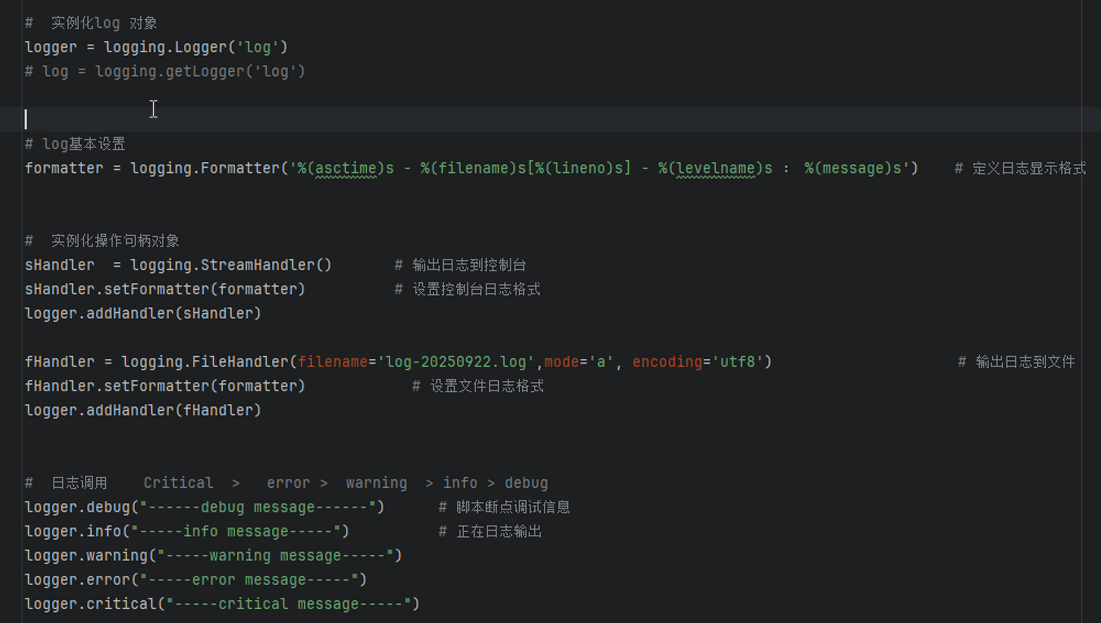 #  实例化log 对象
logger = logging.Logger('log')
# log = logging.getLogger('log')
# log基本设置
formatter = logging.Formatter('%(asctime)s - %(filename)s[%(lineno)s] - %(levelname)s : %(message)s')    # 定义日志显示格式
#  实例化操作句柄对象
sHandler  = logging.StreamHandler()       # 输出日志到控制台
sHandler.setFormatter(formatter)          # 设置控制台日志格式
logger.addHandler(sHandler)
fHandler = logging.FileHandler(filename='log-20250922.log',mode='a', encoding='utf8')                     # 输出日志到文件
fHandler.setFormatter(formatter)            # 设置文件日志格式
logger.addHandler(fHandler)
#  日志调用    Critical  >   error >  warning  > info > debug
logger.debug("------debug message------")      # 脚本断点调试信息
logger.info("-----info message-----")          # 正在日志输出
logger.warning("-----warning message-----")
logger.error("-----error message-----")
logger.critical("-----critical message-----")